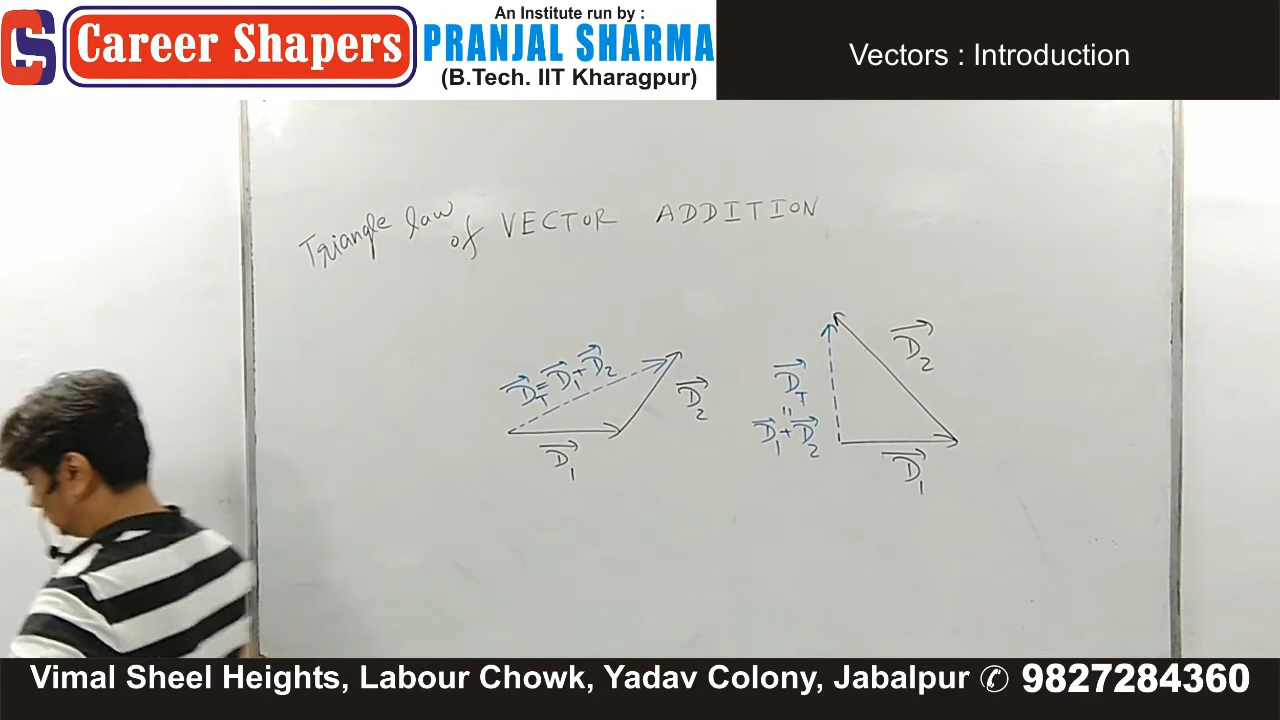 CS
Career Shapers
An Institute run by :
PRANJAL SHARMA
(B.Tech. IIT Kharagpur)
Vectors : Introduction
Triangle law of VECTOR ADDITION
D⃗T = D⃗1 + D⃗2
D⃗2
D⃗1
D⃗2
D⃗T
"
D⃗1 + D⃗2
D⃗1
Vimal Sheel Heights, Labour Chowk, Yadav Colony, Jabalpur ✆ 9827284360